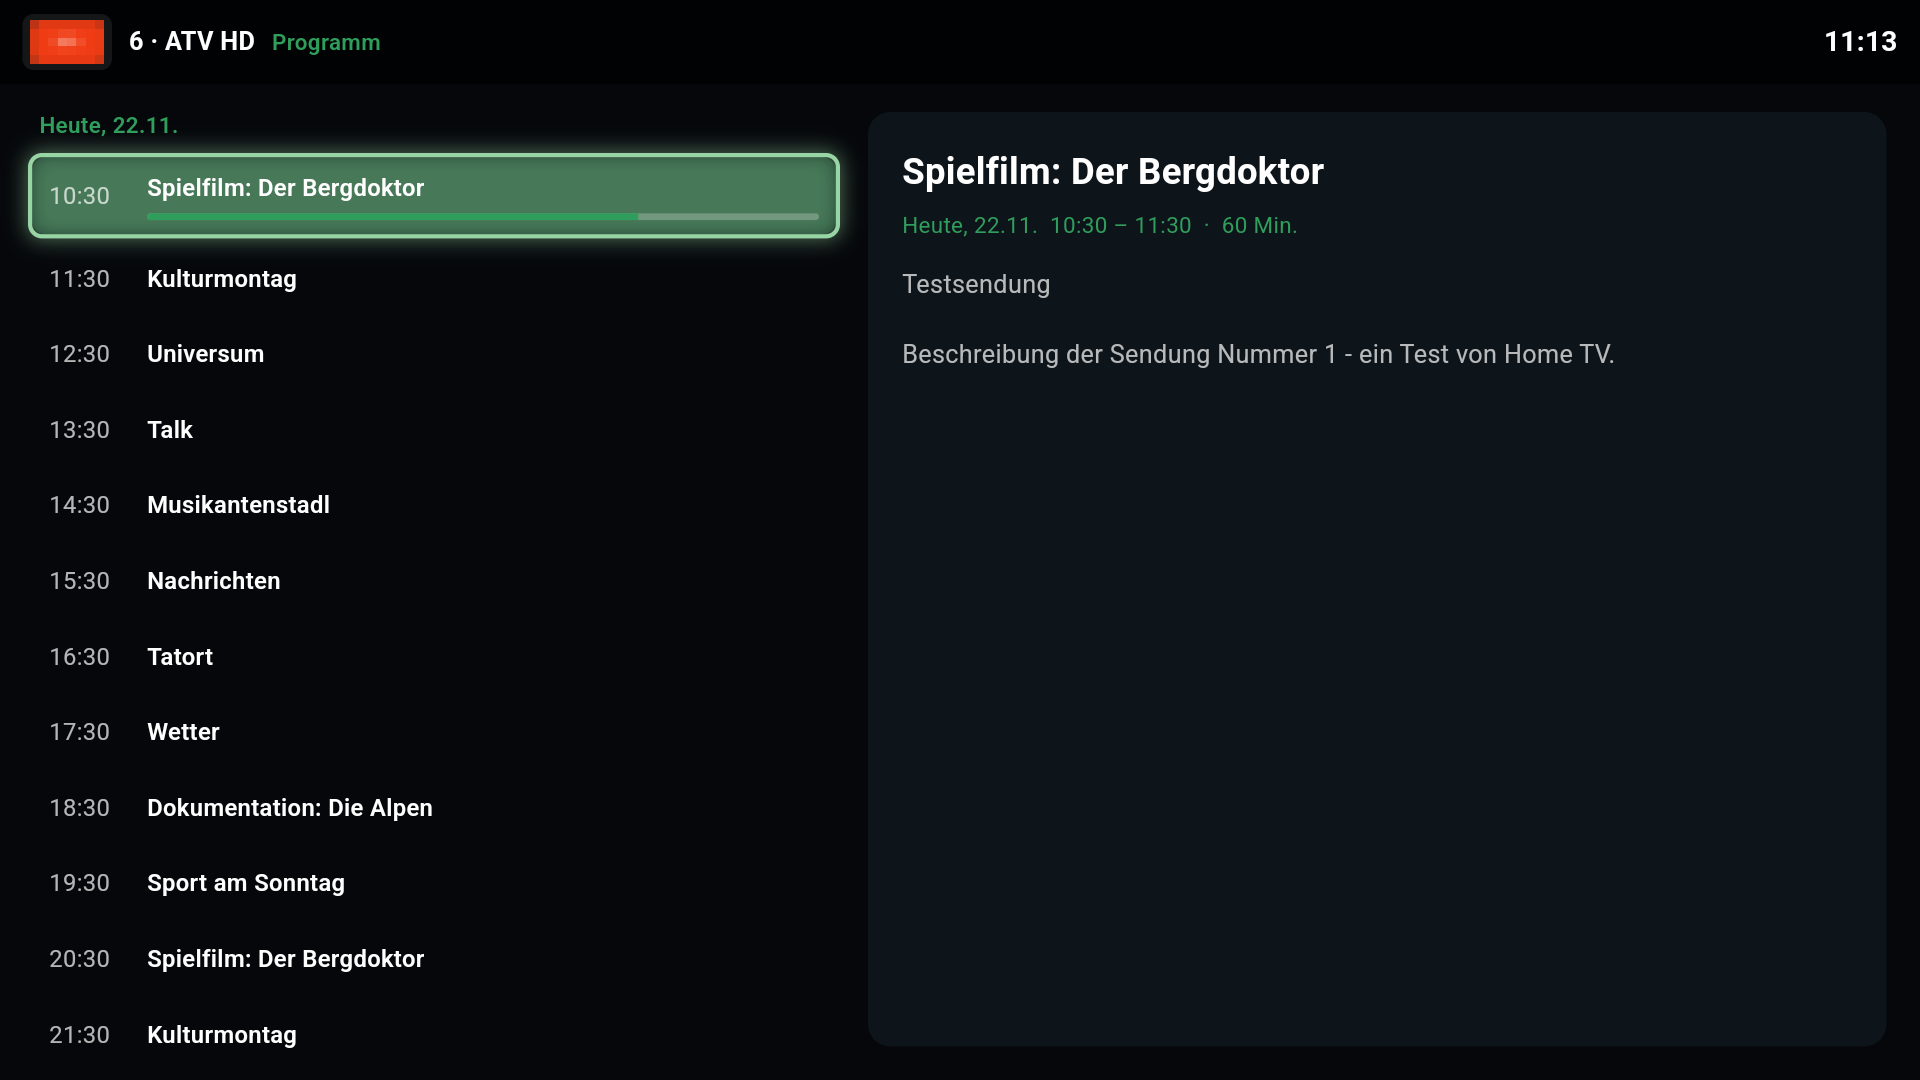 6 · ATV HD Programm
11:13
Heute, 22.11.
10:30 Spielfilm: Der Bergdoktor
11:30 Kulturmontag
12:30 Universum
13:30 Talk
14:30 Musikantenstadl
15:30 Nachrichten
16:30 Tatort
17:30 Wetter
18:30 Dokumentation: Die Alpen
19:30 Sport am Sonntag
20:30 Spielfilm: Der Bergdoktor
21:30 Kulturmontag
Spielfilm: Der Bergdoktor
Heute, 22.11. 10:30 – 11:30 · 60 Min.
Testsendung
Beschreibung der Sendung Nummer 1 - ein Test von Home TV.